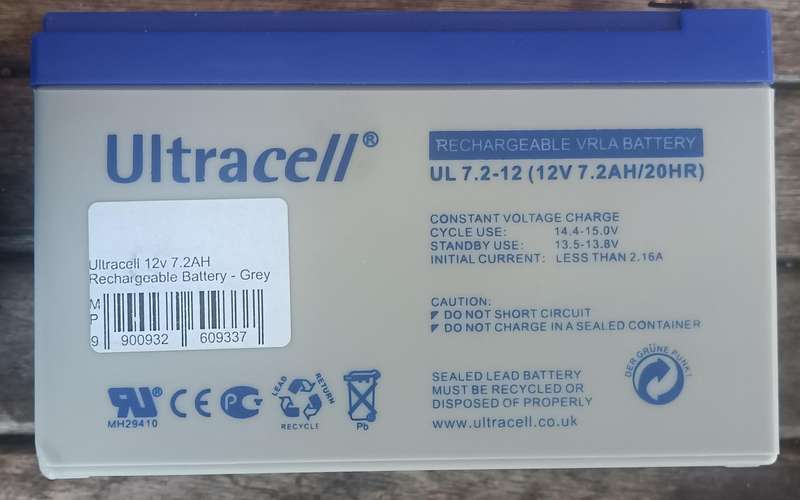 Ultracell®
RECHARGEABLE VRLA BATTERY
UL 7.2-12 (12V 7.2AH/20HR)
CONSTANT VOLTAGE CHARGE
CYCLE USE: 14.4-15.0V
STANDBY USE: 13.5-13.8V
INITIAL CURRENT: LESS THAN 2.16A
Ultracell 12v 7.2AH
Rechargeable Battery - Grey
M
P
9 900932 609337
CAUTION:
DO NOT SHORT CIRCUIT
DO NOT CHARGE IN A SEALED CONTAINER
SEALED LEAD BATTERY
MUST BE RECYCLED OR
DISPOSED OF PROPERLY
www.ultracell.co.uk
DER GRÜNE PUNKT
MH29410
CE
LEAD RETURN
RECYCLE
Pb